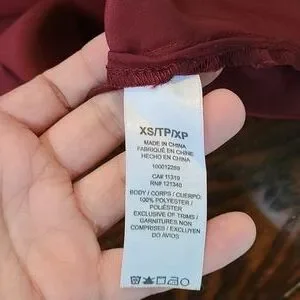 XS/TP/XP
MADE IN CHINA
FABRIQUÉ EN CHINE
HECHO EN CHINA
100012289
CA# 11319
RN# 121340
BODY / CORPS / CUERPO:
100% POLYESTER /
POLIÉSTER
EXCLUSIVE OF TRIMS /
GARNITURES NON
COMPRISES / EXCLUYEN
DO AVÍOS